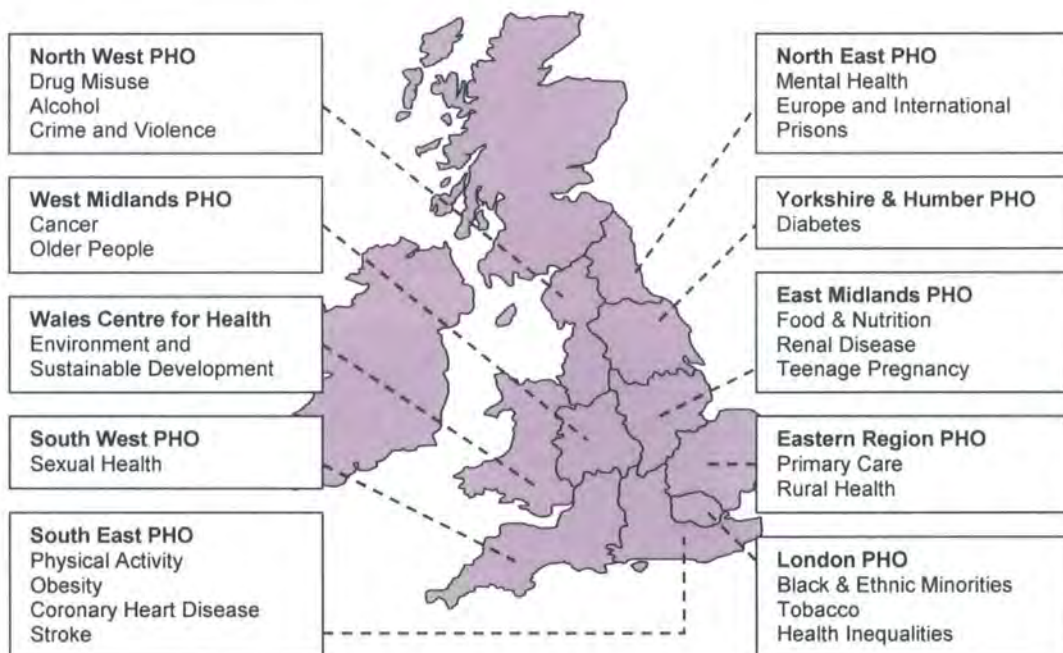 North West PHO
Drug Misuse
Alcohol
Crime and Violence
West Midlands PHO
Cancer
Older People
Wales Centre for Health
Environment and
Sustainable Development
South West PHO
Sexual Health
South East PHO
Physical Activity
Obesity
Coronary Heart Disease
Stroke
North East PHO
Mental Health
Europe and International
Prisons
Yorkshire & Humber PHO
Diabetes
East Midlands PHO
Food & Nutrition
Renal Disease
Teenage Pregnancy
Eastern Region PHO
Primary Care
Rural Health
London PHO
Black & Ethnic Minorities
Tobacco
Health Inequalities